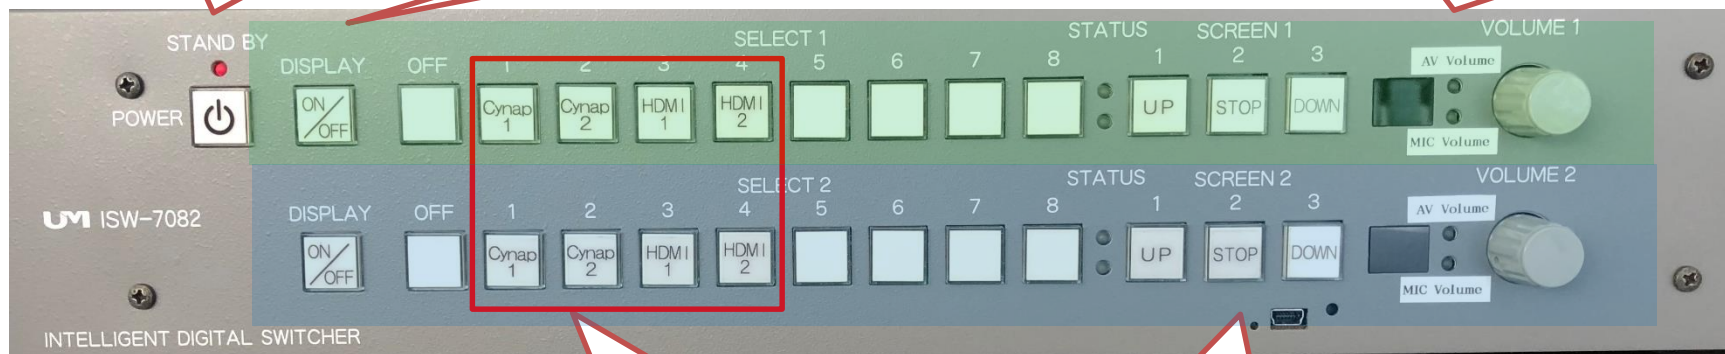 STAND BY
POWER
DISPLAY OFF SELECT 1 STATUS SCREEN 1 VOLUME 1
1 2 3 4 5 6 7 8 1 2 3
ON/OFF Cynap 1 Cynap 2 HDMI 1 HDMI 2 UP STOP DOWN
AV Volume
MIC Volume
UM ISW-7082
DISPLAY OFF SELECT 2 STATUS SCREEN 2 VOLUME 2
1 2 3 4 5 6 7 8 1 2 3
ON/OFF Cynap 1 Cynap 2 HDMI 1 HDMI 2 UP STOP DOWN
AV Volume
MIC Volume
INTELLIGENT DIGITAL SWITCHER